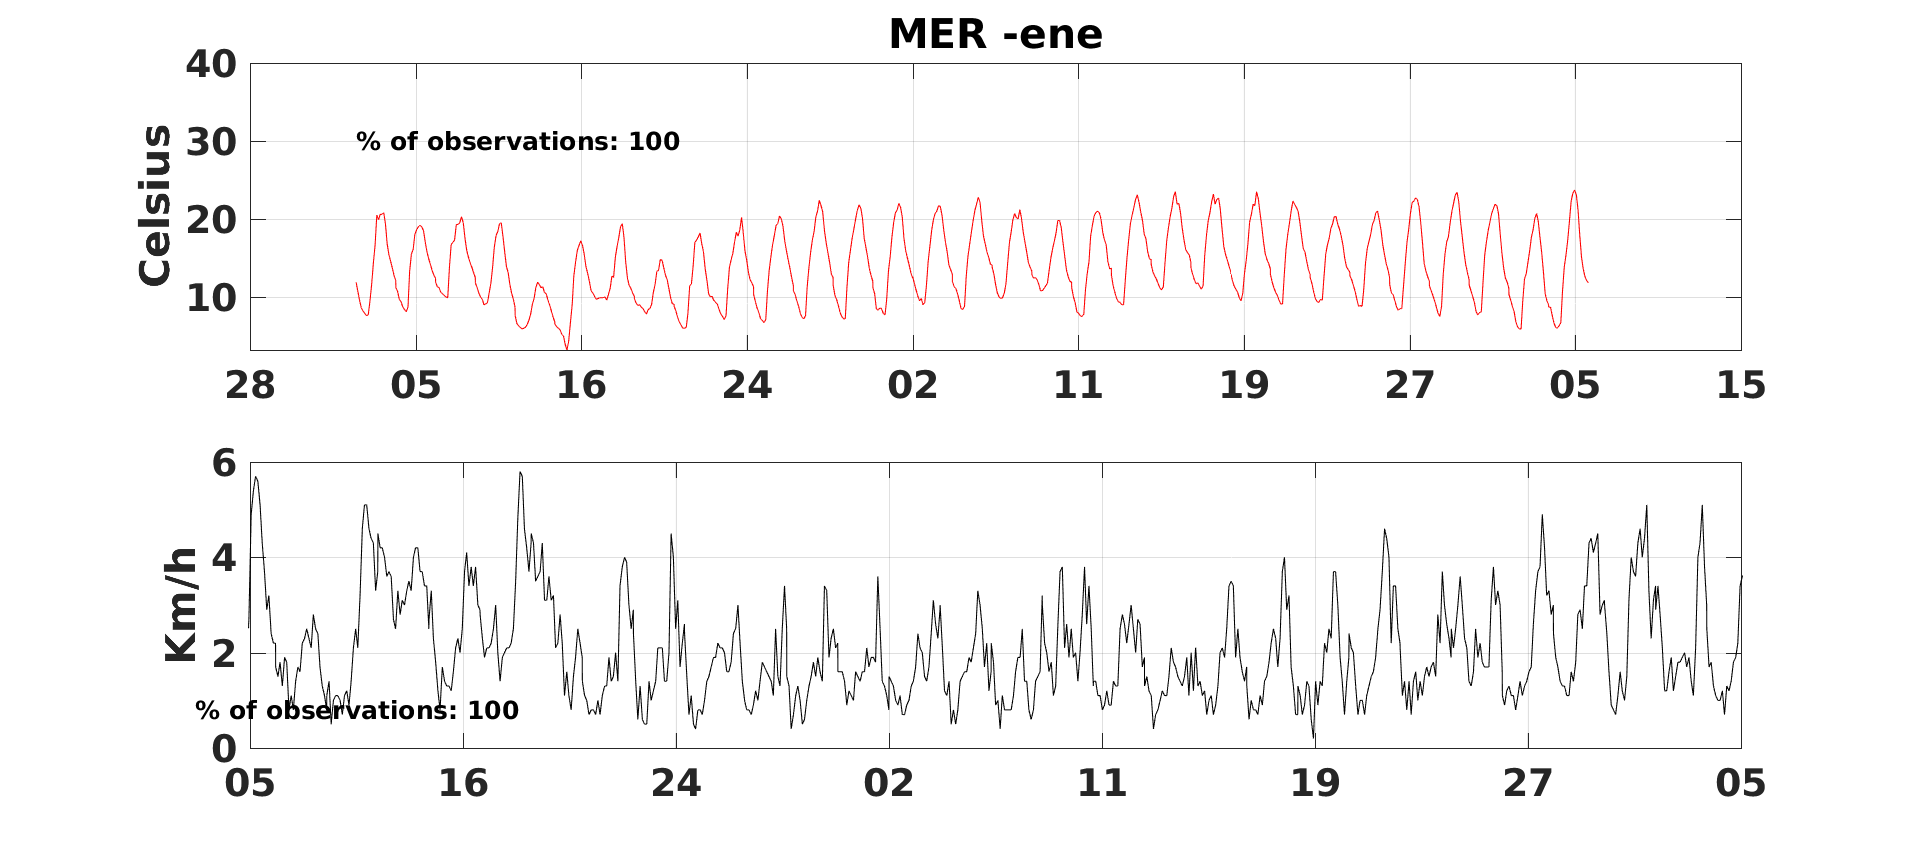 MER -ene
40
30
20
10
Celsius
% of observations: 100
28 05 16 24 02 11 19 27 05 15
6
4
2
0
Km/h
% of observations: 100
05 16 24 02 11 19 27 05